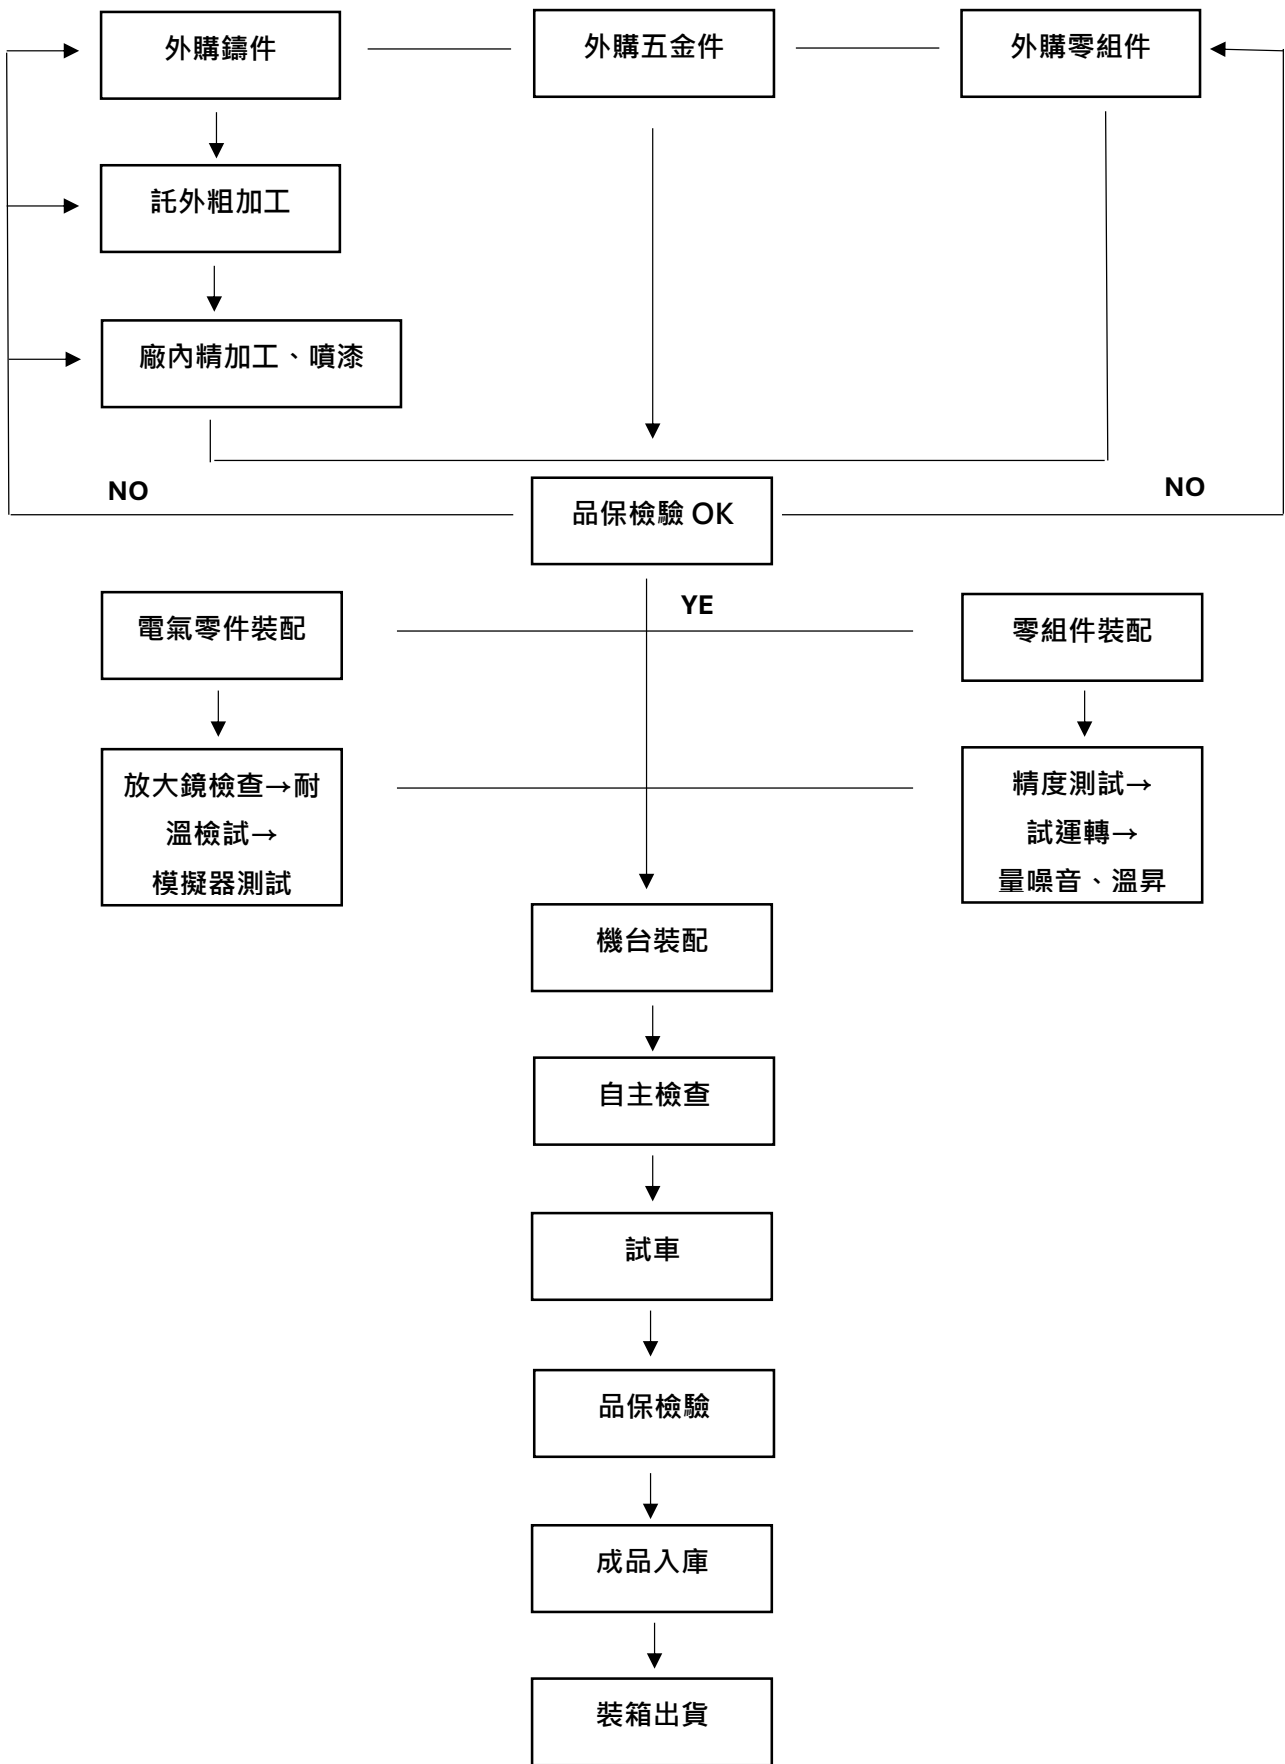 外購鑄件
外購五金件
外購零組件
託外粗加工
廠內精加工、噴漆
NO
NO
品保檢驗 OK
YE
電氣零件裝配
零組件裝配
放大鏡檢查→耐
溫檢試→
模擬器測試
精度測試→
試運轉→
量噪音、溫昇
機台裝配
自主檢查
試車
品保檢驗
成品入庫
裝箱出貨